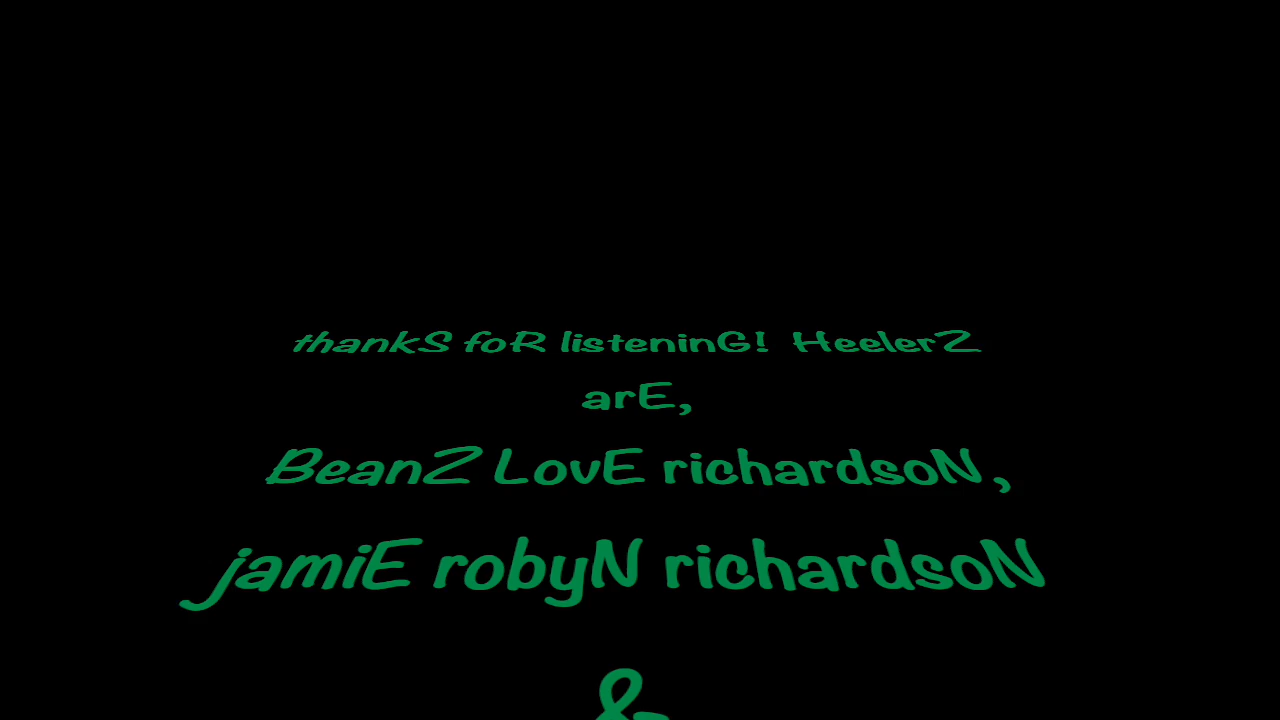 thankS foR listeninG! HeelerZ
arE,
BeanZ LovE richardsoN,
jamiE robyN richardsoN
&